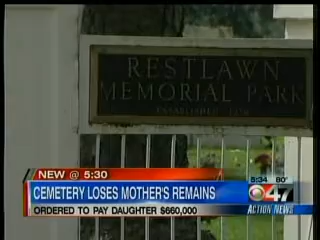 RESTLAWN
MEMORIAL PARK
NEW @ 5:30
CEMETERY LOSES MOTHER'S REMAINS
ORDERED TO PAY DAUGHTER $660,000
5:34 80°
47
ACTION NEWS